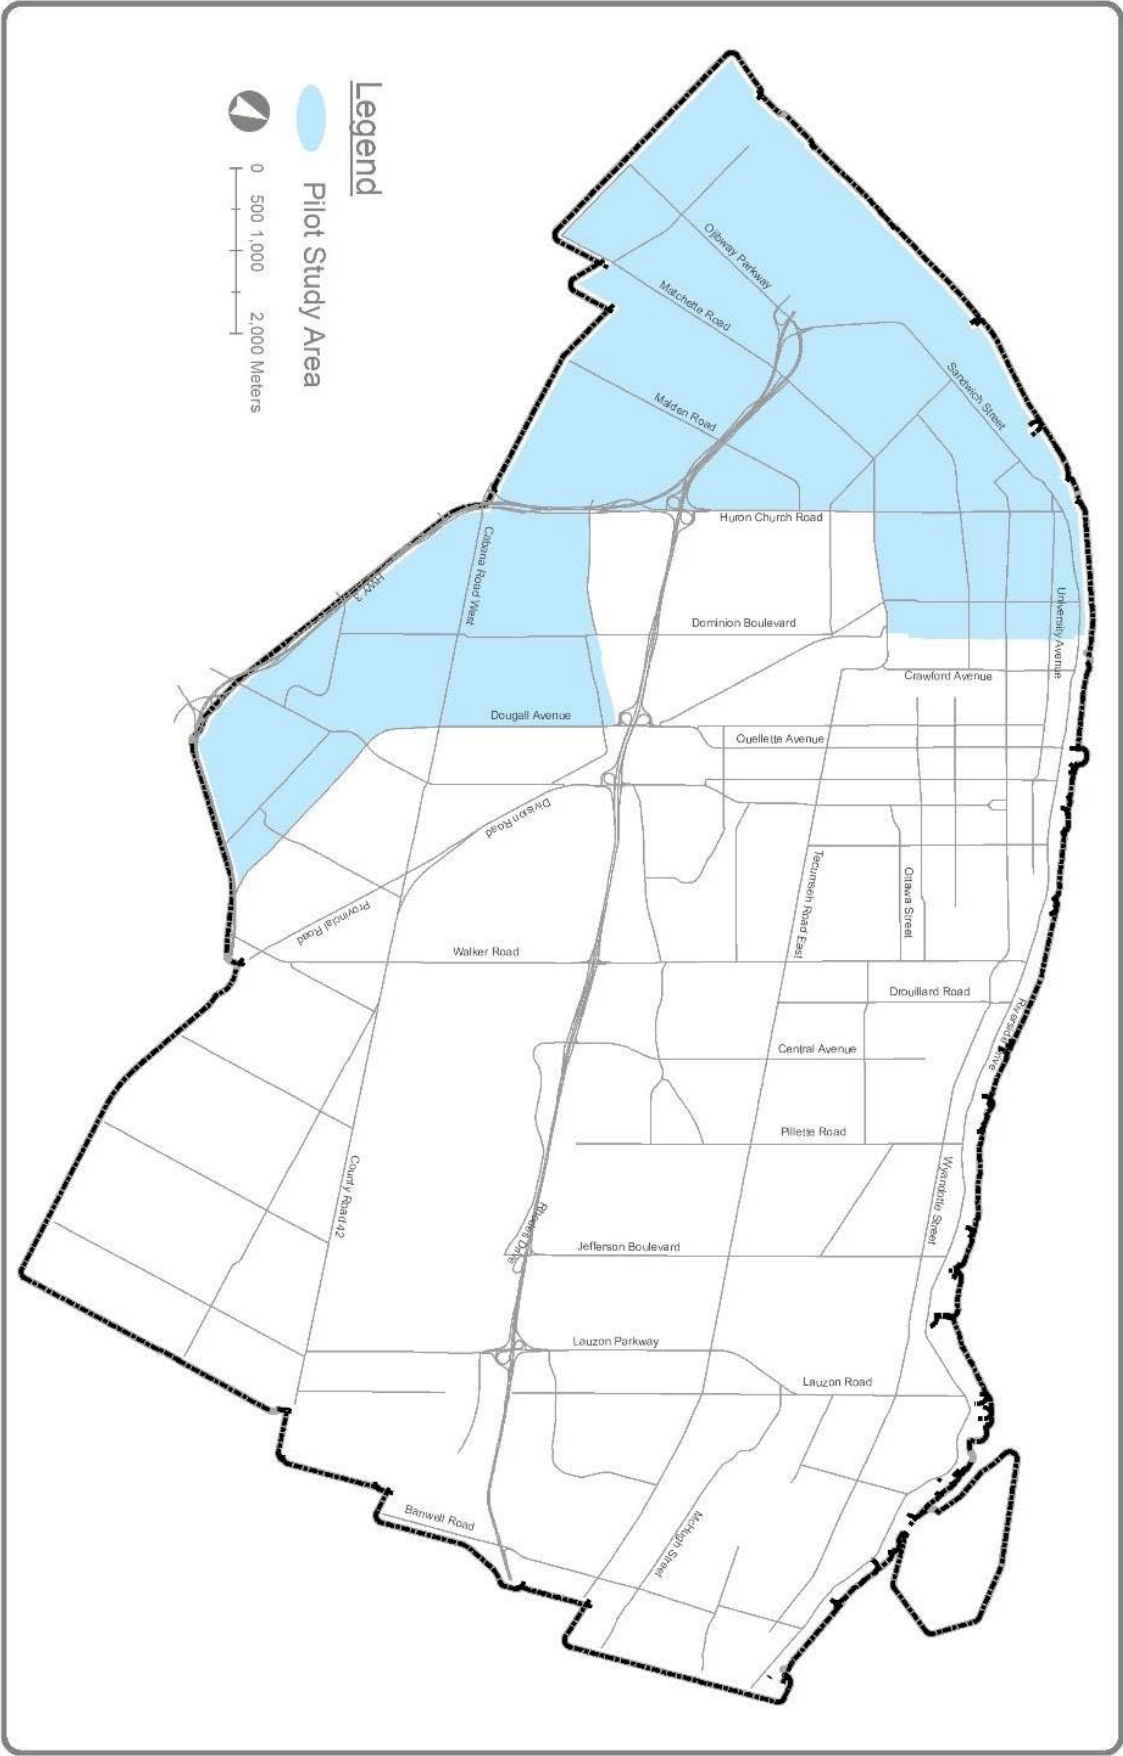 Legend
Pilot Study Area
0 500 1,000 2,000 Meters
Ojibway Parkway
Matchette Road
Malden Road
Sandwich Street
Huron Church Road
Cabana Road West
HWY 3
University Avenue
Dominion Boulevard
Crawford Avenue
Dougall Avenue
Ouellette Avenue
Division Road
Provincial Road
Tecumseh Road East
Ottawa Street
Walker Road
Drouillard Road
Riverside Drive
Central Avenue
Pillette Road
Wyandotte Street
County Road 42
Rhodes Drive
Jefferson Boulevard
Lauzon Parkway
Lauzon Road
Banwell Road
McHugh Street